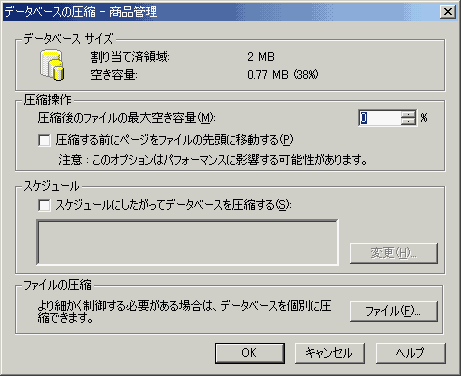 データベースの圧縮 - 商品管理
データベース サイズ
割り当て済領域: 2 MB
空き容量: 0.77 MB (38%)
圧縮操作
圧縮後のファイルの最大空き容量(M): 0 %
圧縮する前にページをファイルの先頭に移動する(P)
注意 : このオプションはパフォーマンスに影響する可能性があります。
スケジュール
スケジュールにしたがってデータベースを圧縮する(S):
変更(H)...
ファイルの圧縮
より細かく制御する必要がある場合は、データベースを個別に圧
縮できます。
ファイル(F)...
OK キャンセル ヘルプ